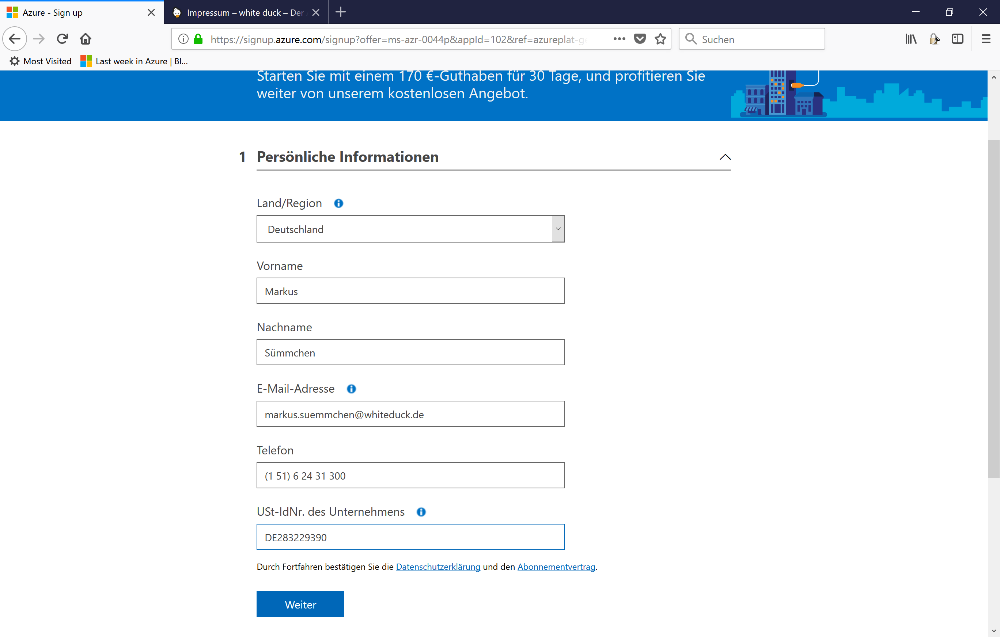 Azure - Sign up
Impressum – white duck – Der
https://signup.azure.com/signup?offer=ms-azr-0044p&appId=102&ref=azureplat-ge
Suchen
Most Visited
Last week in Azure | Bl...
Starten Sie mit einem 170 €-Guthaben für 30 Tage, und profitieren Sie
weiter von unserem kostenlosen Angebot.
1 Persönliche Informationen
Land/Region
Deutschland
Vorname
Markus
Nachname
Sümmchen
E-Mail-Adresse
markus.suemmchen@whiteduck.de
Telefon
(1 51) 6 24 31 300
USt-IdNr. des Unternehmens
DE283229390
Durch Fortfahren bestätigen Sie die Datenschutzerklärung und den Abonnementvertrag.
Weiter